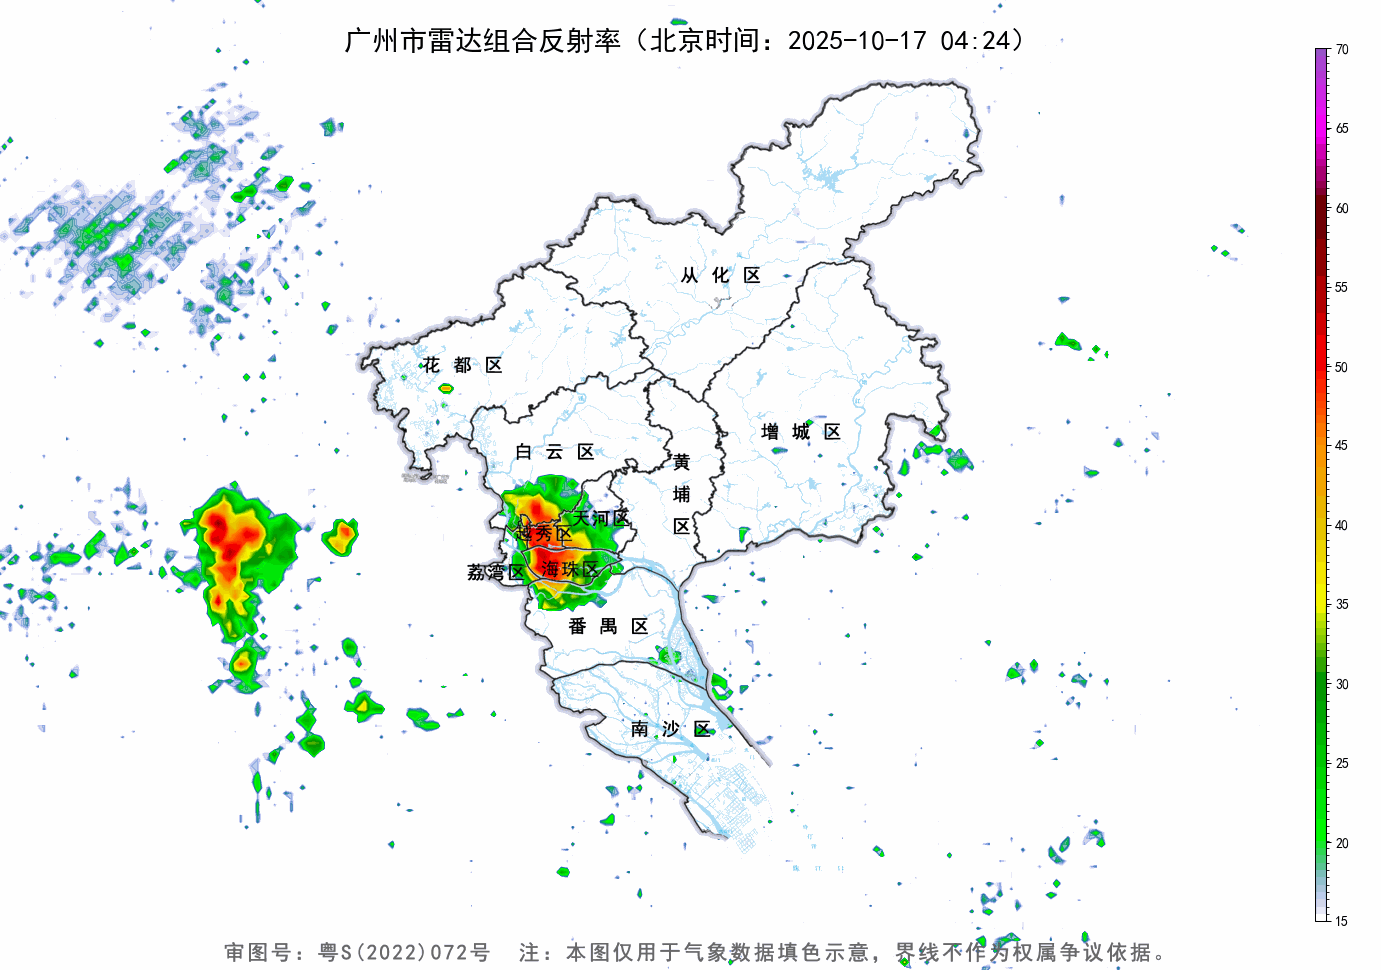 广州市雷达组合反射率（北京时间：2025-10-17 04:24）
70
65
60
55
50
45
40
35
30
25
20
15
从化区
花都区
增城区
白云区
黄埔区
天河区
越秀区
荔湾区
海珠区
番禺区
南沙区
审图号：粤S(2022)072号 注：本图仅用于气象数据填色示意，界线不作为权属争议依据。